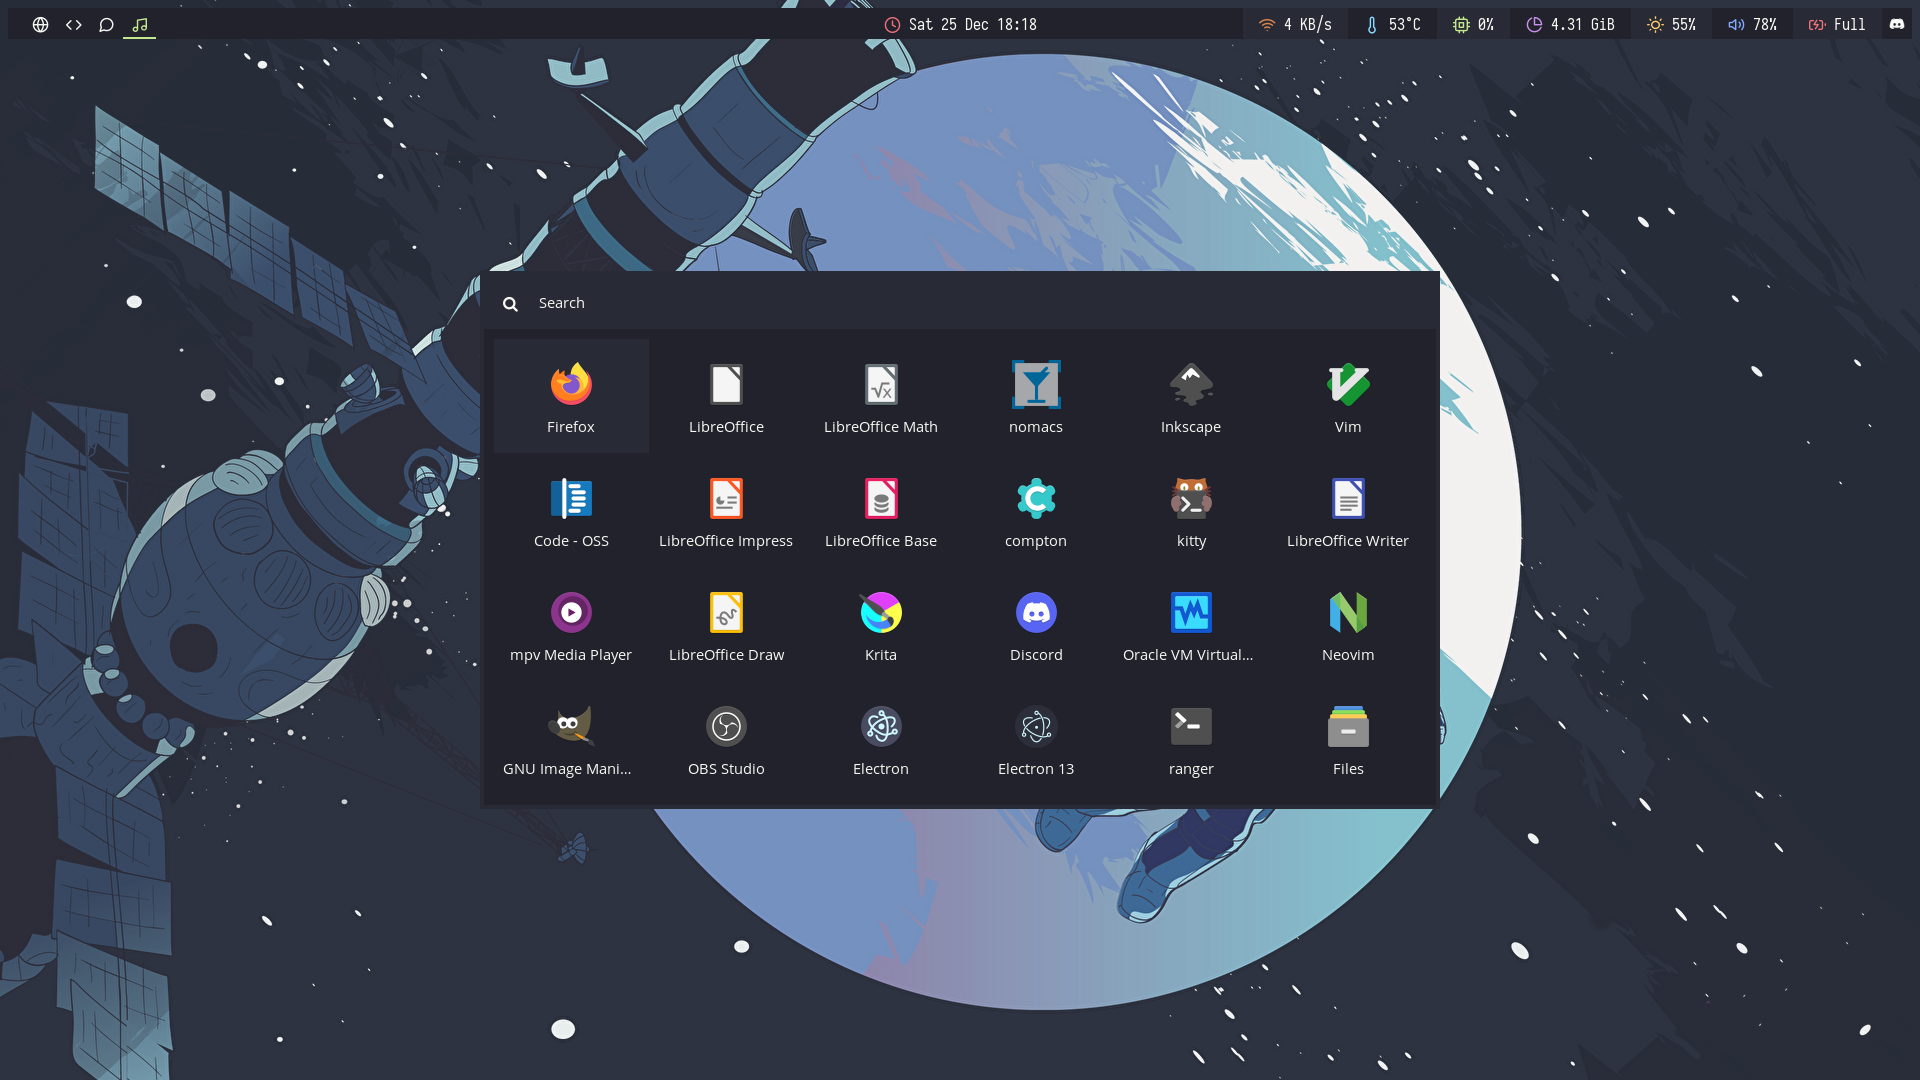 Sat 25 Dec 18:18 4 KB/s 53°C 0% 4.31 GiB 55% 78% Full
Search
Firefox LibreOffice LibreOffice Math nomacs Inkscape Vim
Code - OSS LibreOffice Impress LibreOffice Base compton kitty LibreOffice Writer
mpv Media Player LibreOffice Draw Krita Discord Oracle VM Virtual... Neovim
GNU Image Mani... OBS Studio Electron Electron 13 ranger Files